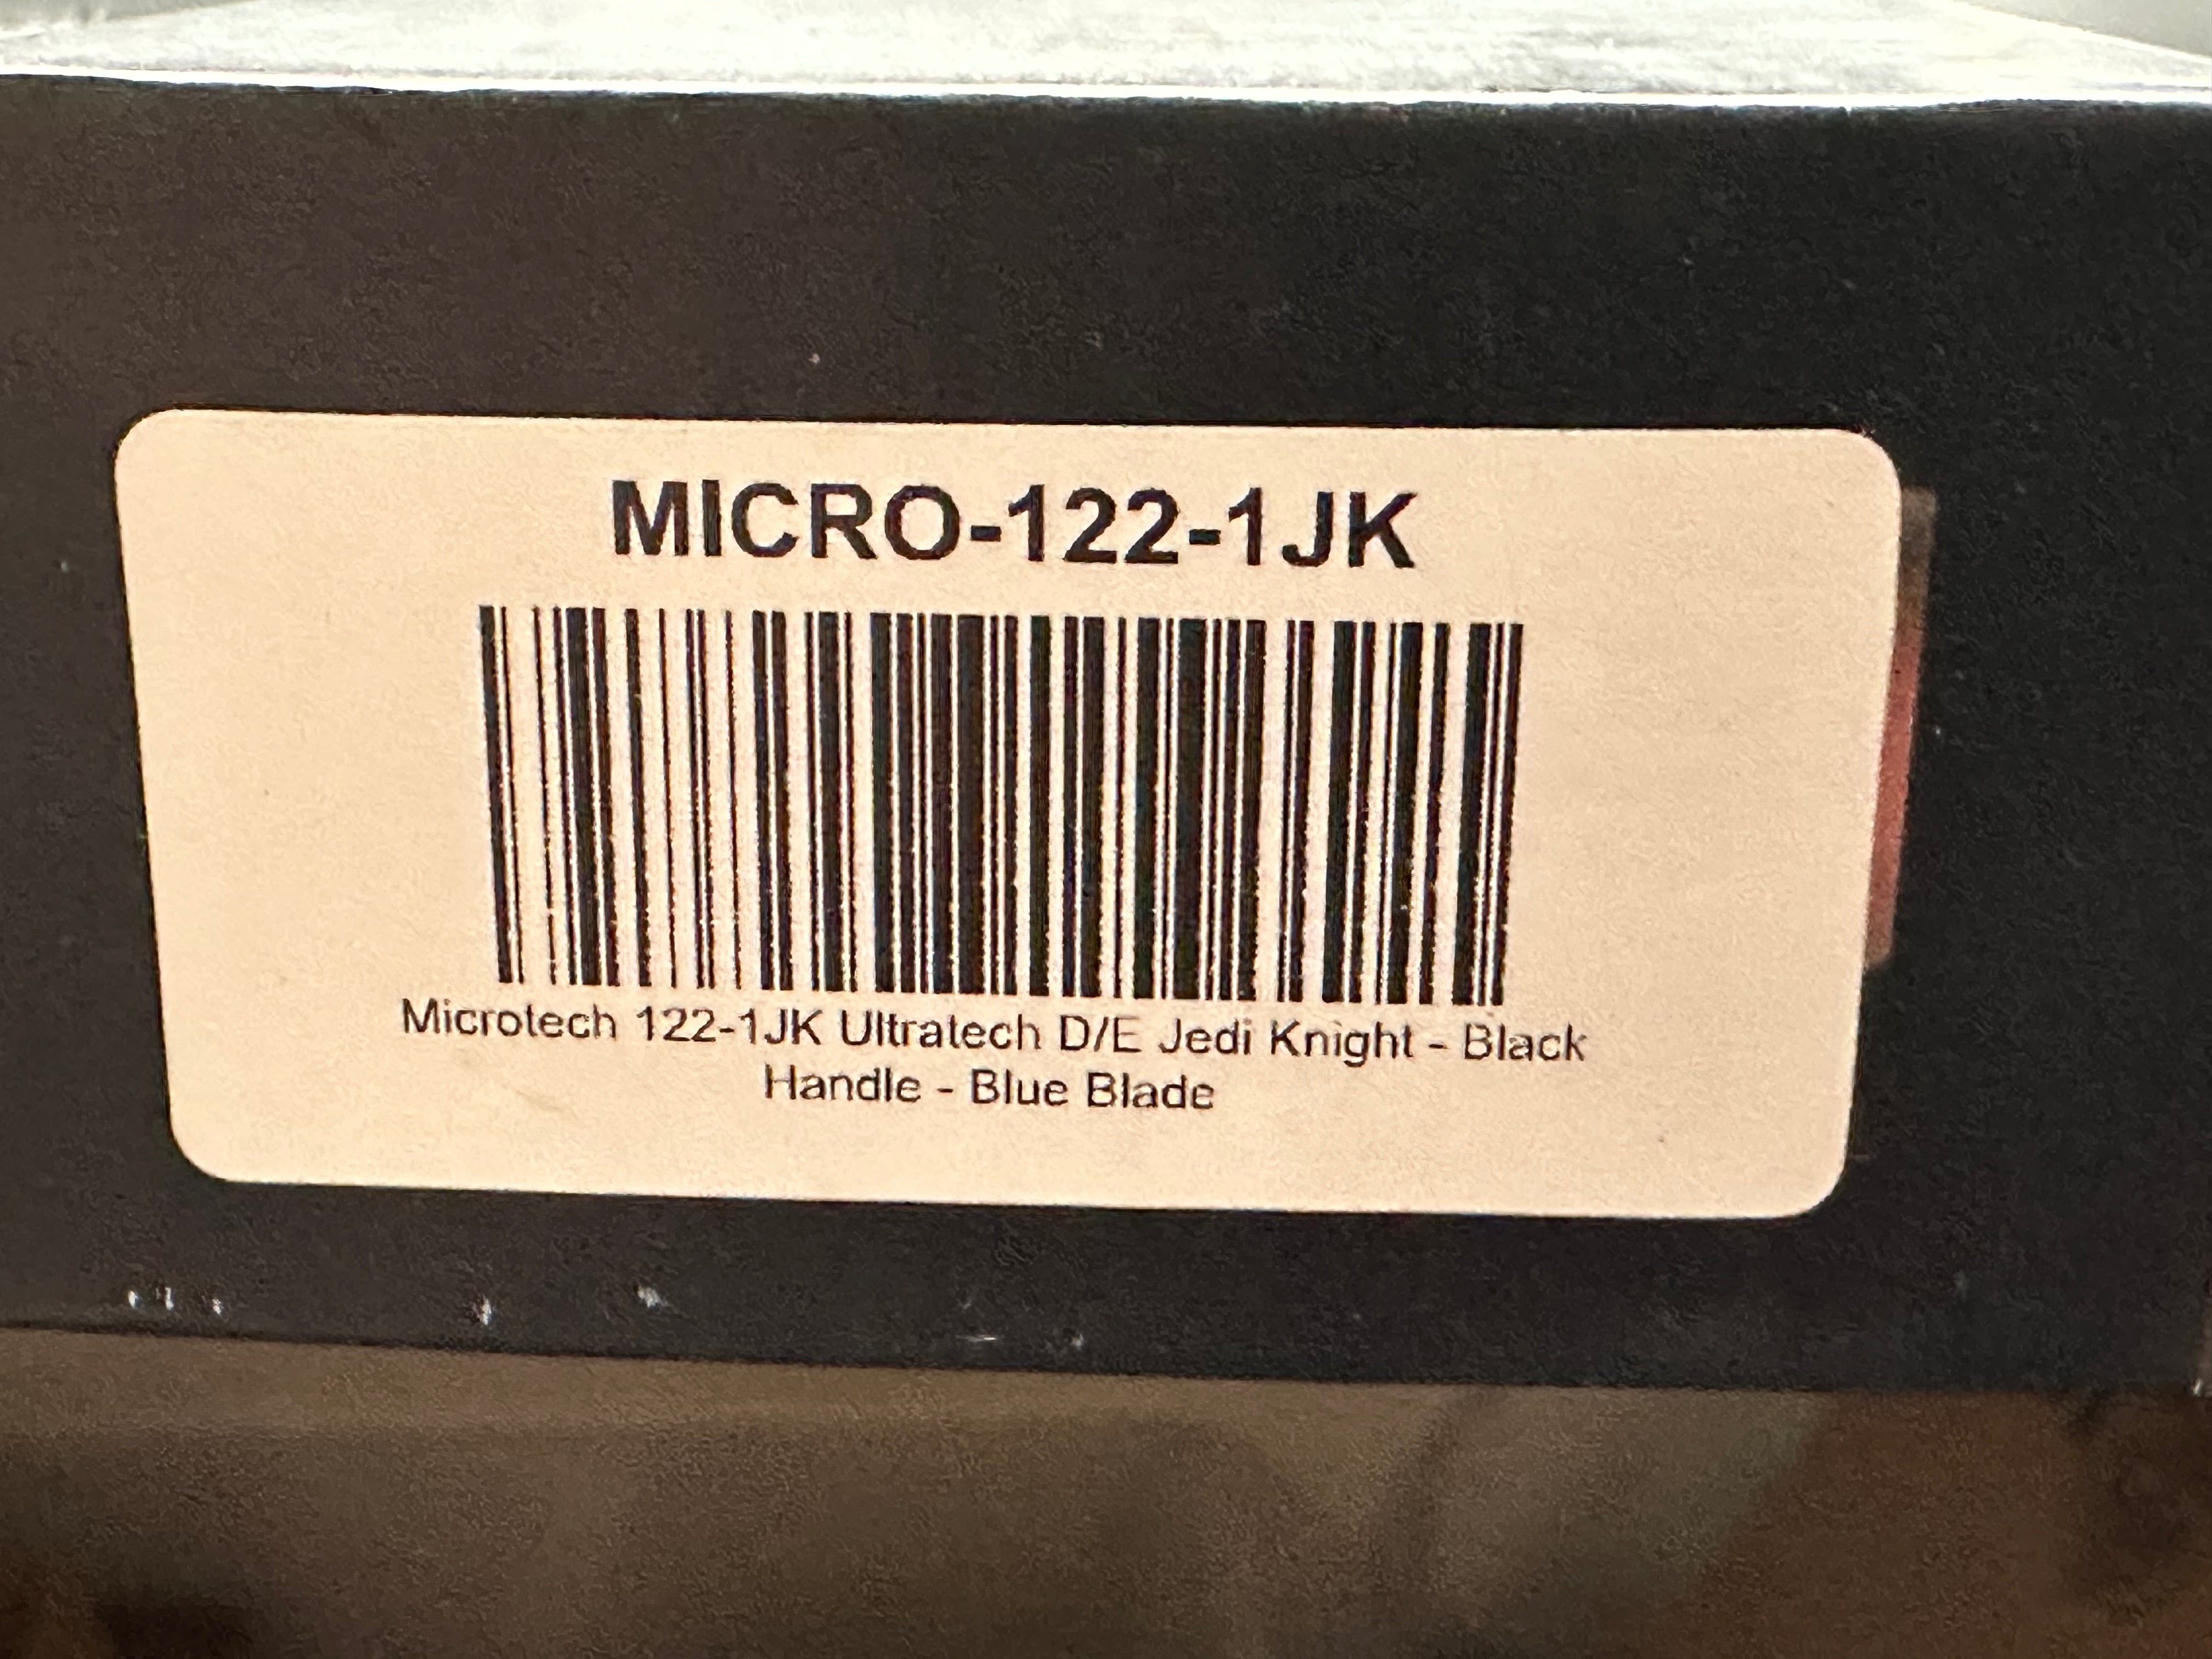 MICRO-122-1JK
Microtech 122-1JK Ultratech D/E Jedi Knight - Black
Handle - Blue Blade